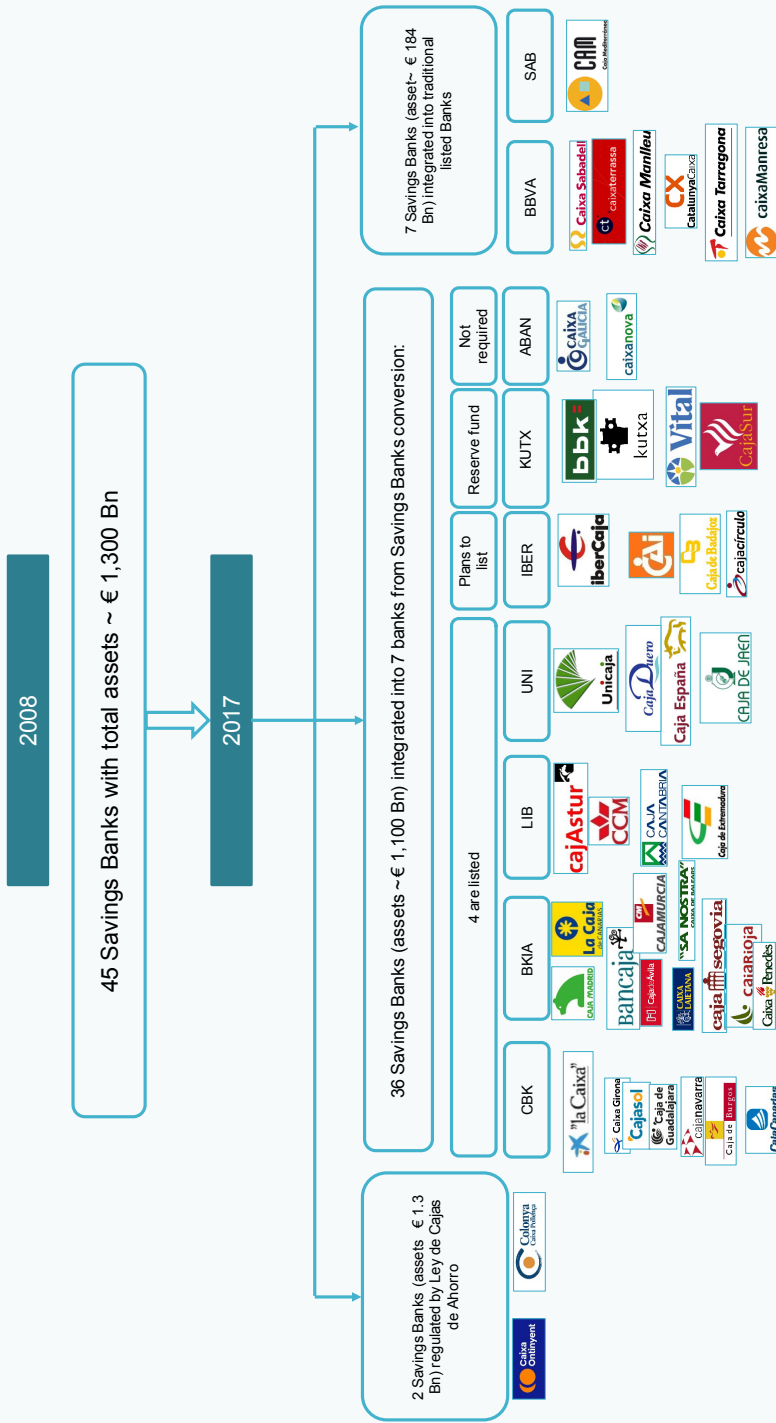 2008
45 Savings Banks with total assets ~ € 1,300 Bn
2017
2 Savings Banks (assets € 1.3
Bn) regulated by Ley de Cajas
de Ahorro
36 Savings Banks (assets ~ € 1,100 Bn) integrated into 7 banks from Savings Banks conversion:
7 Savings Banks (asset~ € 184
Bn) integrated into traditional
listed Banks
4 are listed
Plans to
list
Reserve fund
Not
required
CBK
BKIA
LIB
UNI
IBER
KUTX
ABAN
BBVA
SAB
Caixa
Ontinyent
Colonya
Caixa Pollença
"la Caixa"
Caixa Girona
Cajasol
Caja de
Guadalajara
cajanavarra
Caja de Burgos
CajaCanarias
CAJA MADRID
La Caja
de CANARIAS
Bancaja
CajadeÁvila
CM
CAJAMURCIA
CAIXA
LAIETANA
"SA NOSTRA"
CAIXA DE BALEARS
caja segovia
CAJARIOJA
Caixa Penedès
cajAstur
CCM
CAJA
CANTABRIA
Caja de Extremadura
Unicaja
Caja Duero
Caja España
CAJA DE JAEN
iberCaja
CAi
Caja de Badajoz
cajacírculo
bbk=
kutxa
Vital
CajaSur
CAIXA
GALICIA
caixanova
Caixa Sabadell
ct caixaterrassa
Caixa Manlleu
CX
CatalunyaCaixa
Caixa Tarragona
caixaManresa
CAM
Caja Mediterráneo